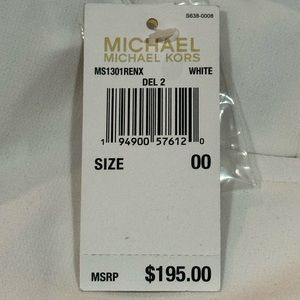 S638-0008
MICHAEL
MICHAEL KORS
MS1301RENX WHITE
DEL 2
1 94900 57612 0
SIZE 00
MSRP $195.00